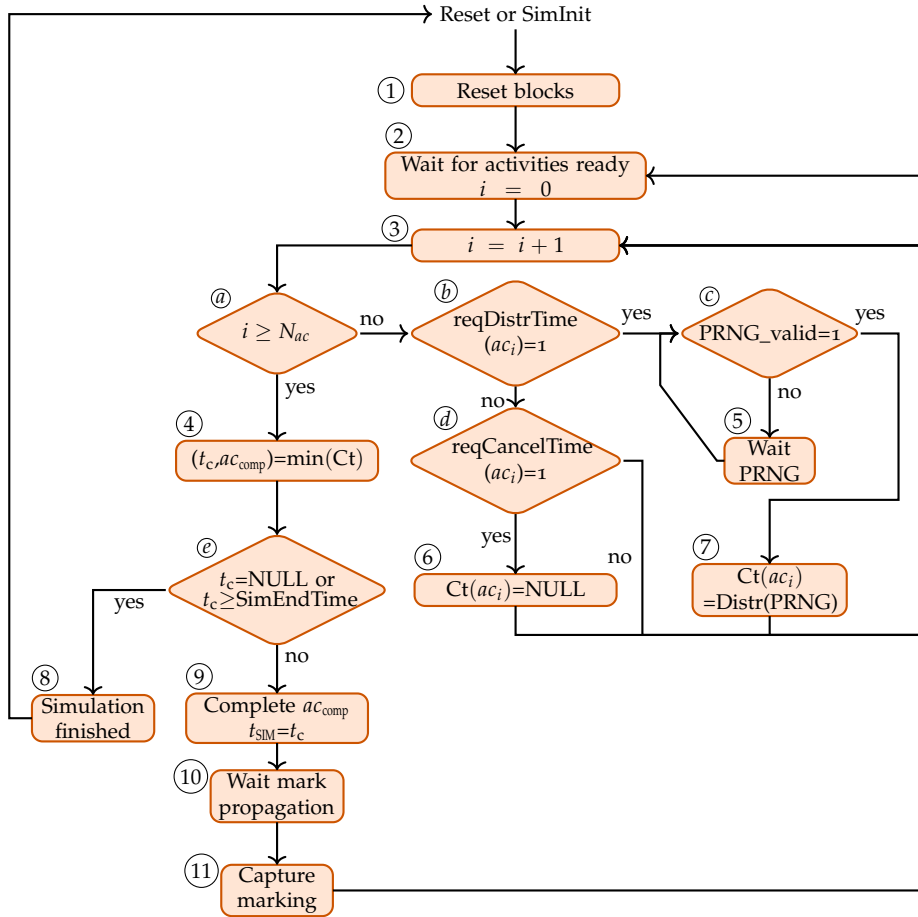 Reset or SimInit
①
Reset blocks
②
Wait for activities ready
i = 0
③
i = i + 1
ⓐ
i ≥ N_ac
no
yes
ⓑ
reqDistrTime
(ac_i)=1
yes
no
ⓒ
PRNG_valid=1
yes
no
④
(t_c,ac_comp)=min(Ct)
ⓓ
reqCancelTime
(ac_i)=1
yes
no
⑤
Wait
PRNG
ⓔ
t_c=NULL or
t_c≥SimEndTime
yes
no
⑥
Ct(ac_i)=NULL
⑦
Ct(ac_i)
=Distr(PRNG)
⑧
Simulation
finished
⑨
Complete ac_comp
t_SIM=t_c
⑩
Wait mark
propagation
⑪
Capture
marking